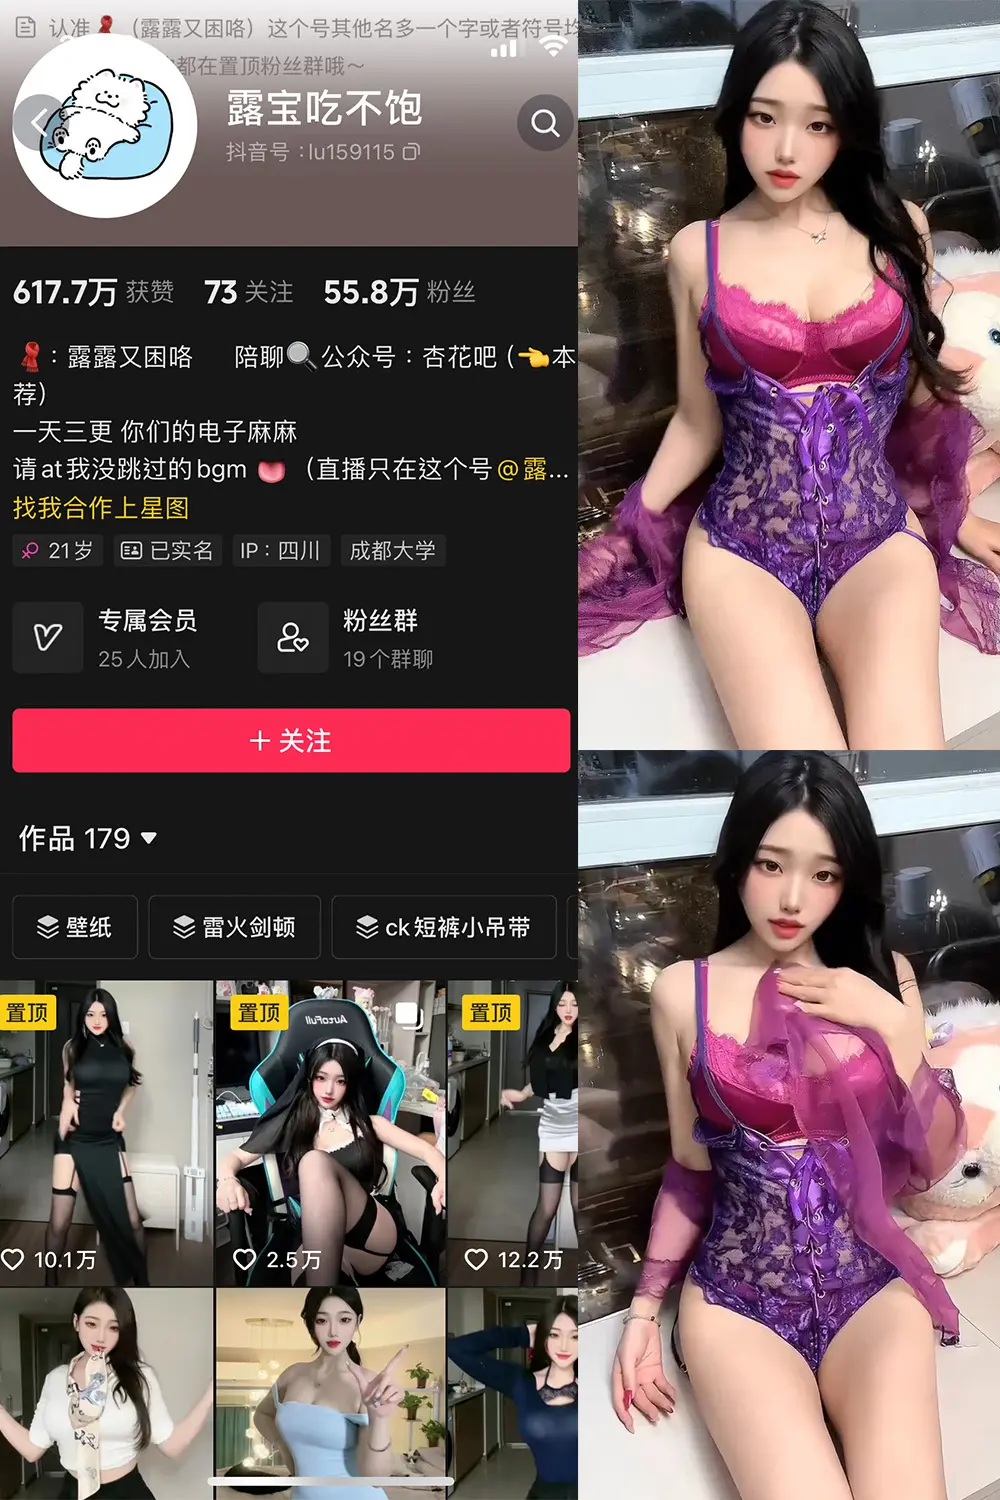 认准🧣（露露又困咯）这个号其他名多一个字或者符号均
都在置顶粉丝群哦～
露宝吃不饱
抖音号：lu159115
617.7万 获赞 73 关注 55.8万 粉丝
🧣：露露又困咯 陪聊🔍公众号：杏花吧（👈本
荐）
一天三更 你们的电子麻麻
请at我没跳过的bgm 👅（直播只在这个号@露...
找我合作上星图
♀ 21岁 已实名 IP：四川 成都大学
专属会员 粉丝群
25人加入 19个群聊
＋关注
作品 179
壁纸 雷火剑顿 ck短裤小吊带
置顶 置顶 置顶
AutoFull
10.1万 2.5万 12.2万